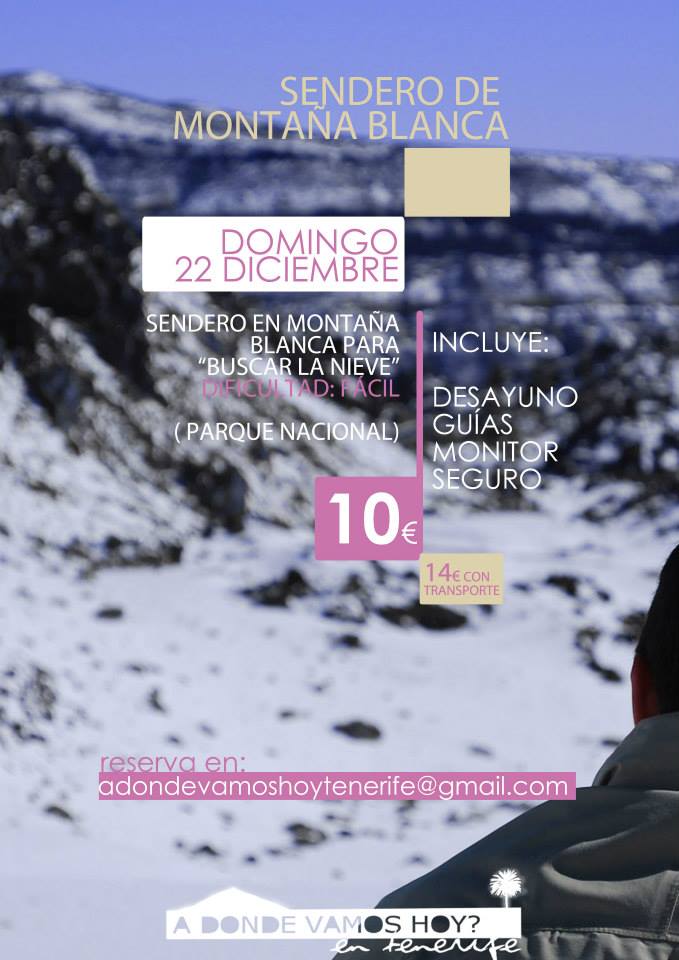 SENDERO DE
MONTAÑA BLANCA
DOMINGO
22 DICIEMBRE
SENDERO EN MONTAÑA
BLANCA PARA
“BUSCAR LA NIEVE”
DIFICULTAD: FÁCIL
( PARQUE NACIONAL)
INCLUYE:
DESAYUNO
GUÍAS
MONITOR
SEGURO
10€
14€ CON
TRANSPORTE
reserva en:
adondevamoshoytenerife@gmail.com
A DONDE VAMOS HOY?
en tenerife